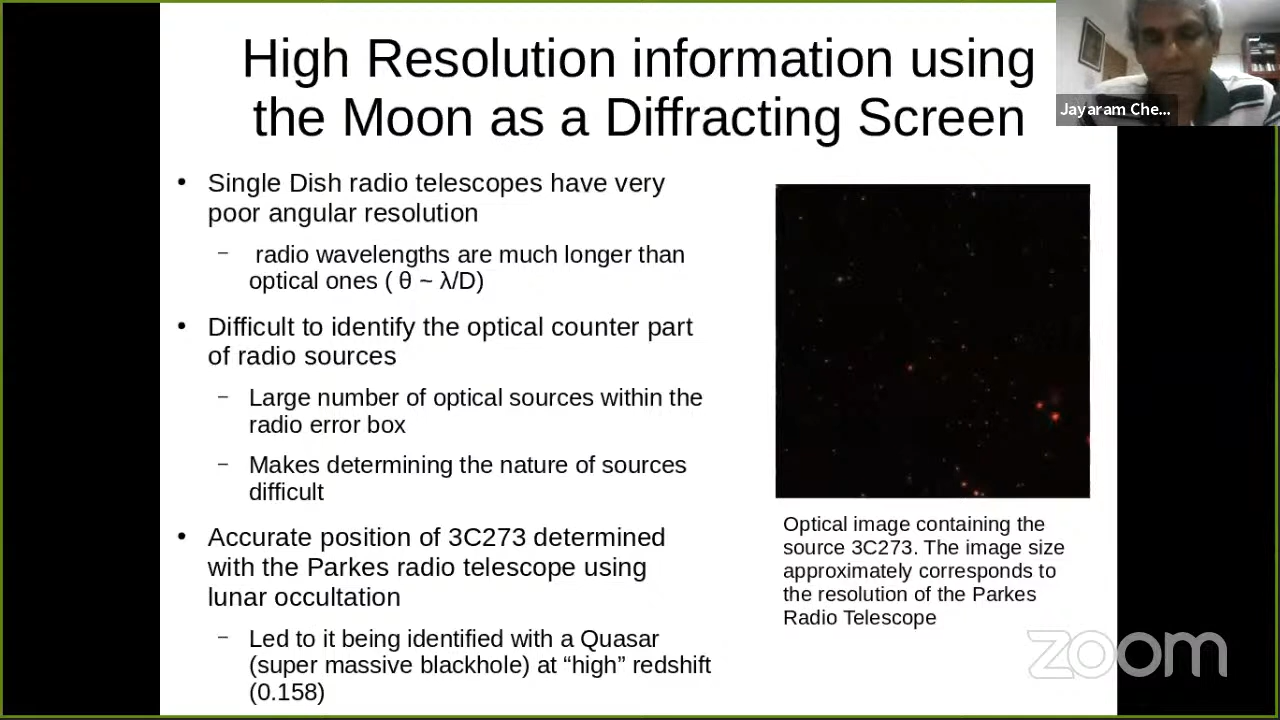 High Resolution information using
the Moon as a Diffracting Screen
Jayaram Che...
• Single Dish radio telescopes have very
poor angular resolution
– radio wavelengths are much longer than
optical ones ( θ ~ λ/D)
• Difficult to identify the optical counter part
of radio sources
– Large number of optical sources within the
radio error box
– Makes determining the nature of sources
difficult
• Accurate position of 3C273 determined
with the Parkes radio telescope using
lunar occultation
– Led to it being identified with a Quasar
(super massive blackhole) at “high” redshift
(0.158)
Optical image containing the
source 3C273. The image size
approximately corresponds to
the resolution of the Parkes
Radio Telescope
zoom